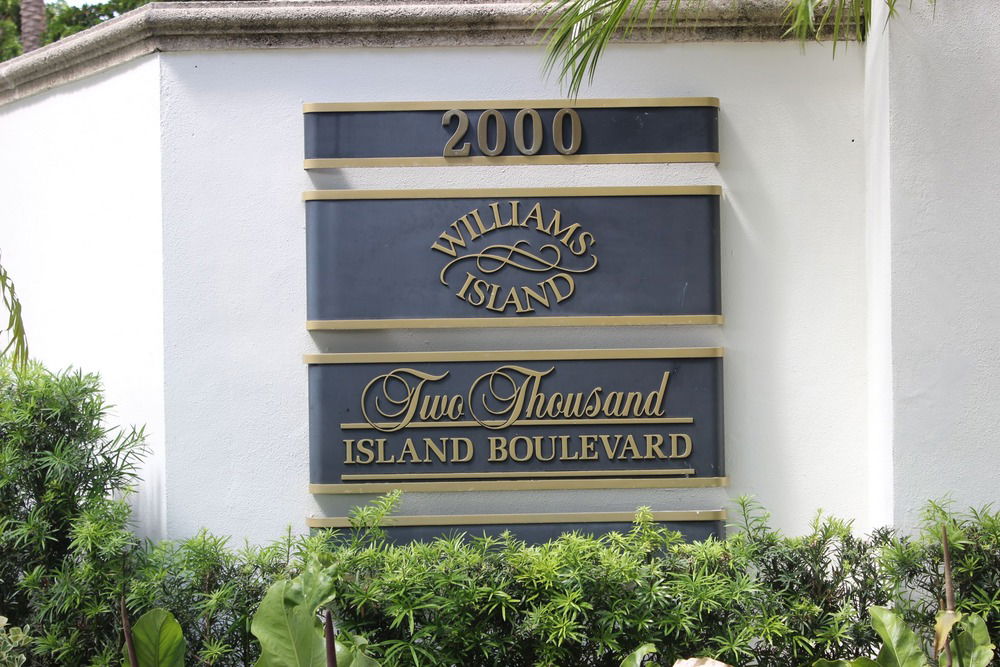 2000
WILLIAMS
ISLAND
Two Thousand
ISLAND BOULEVARD